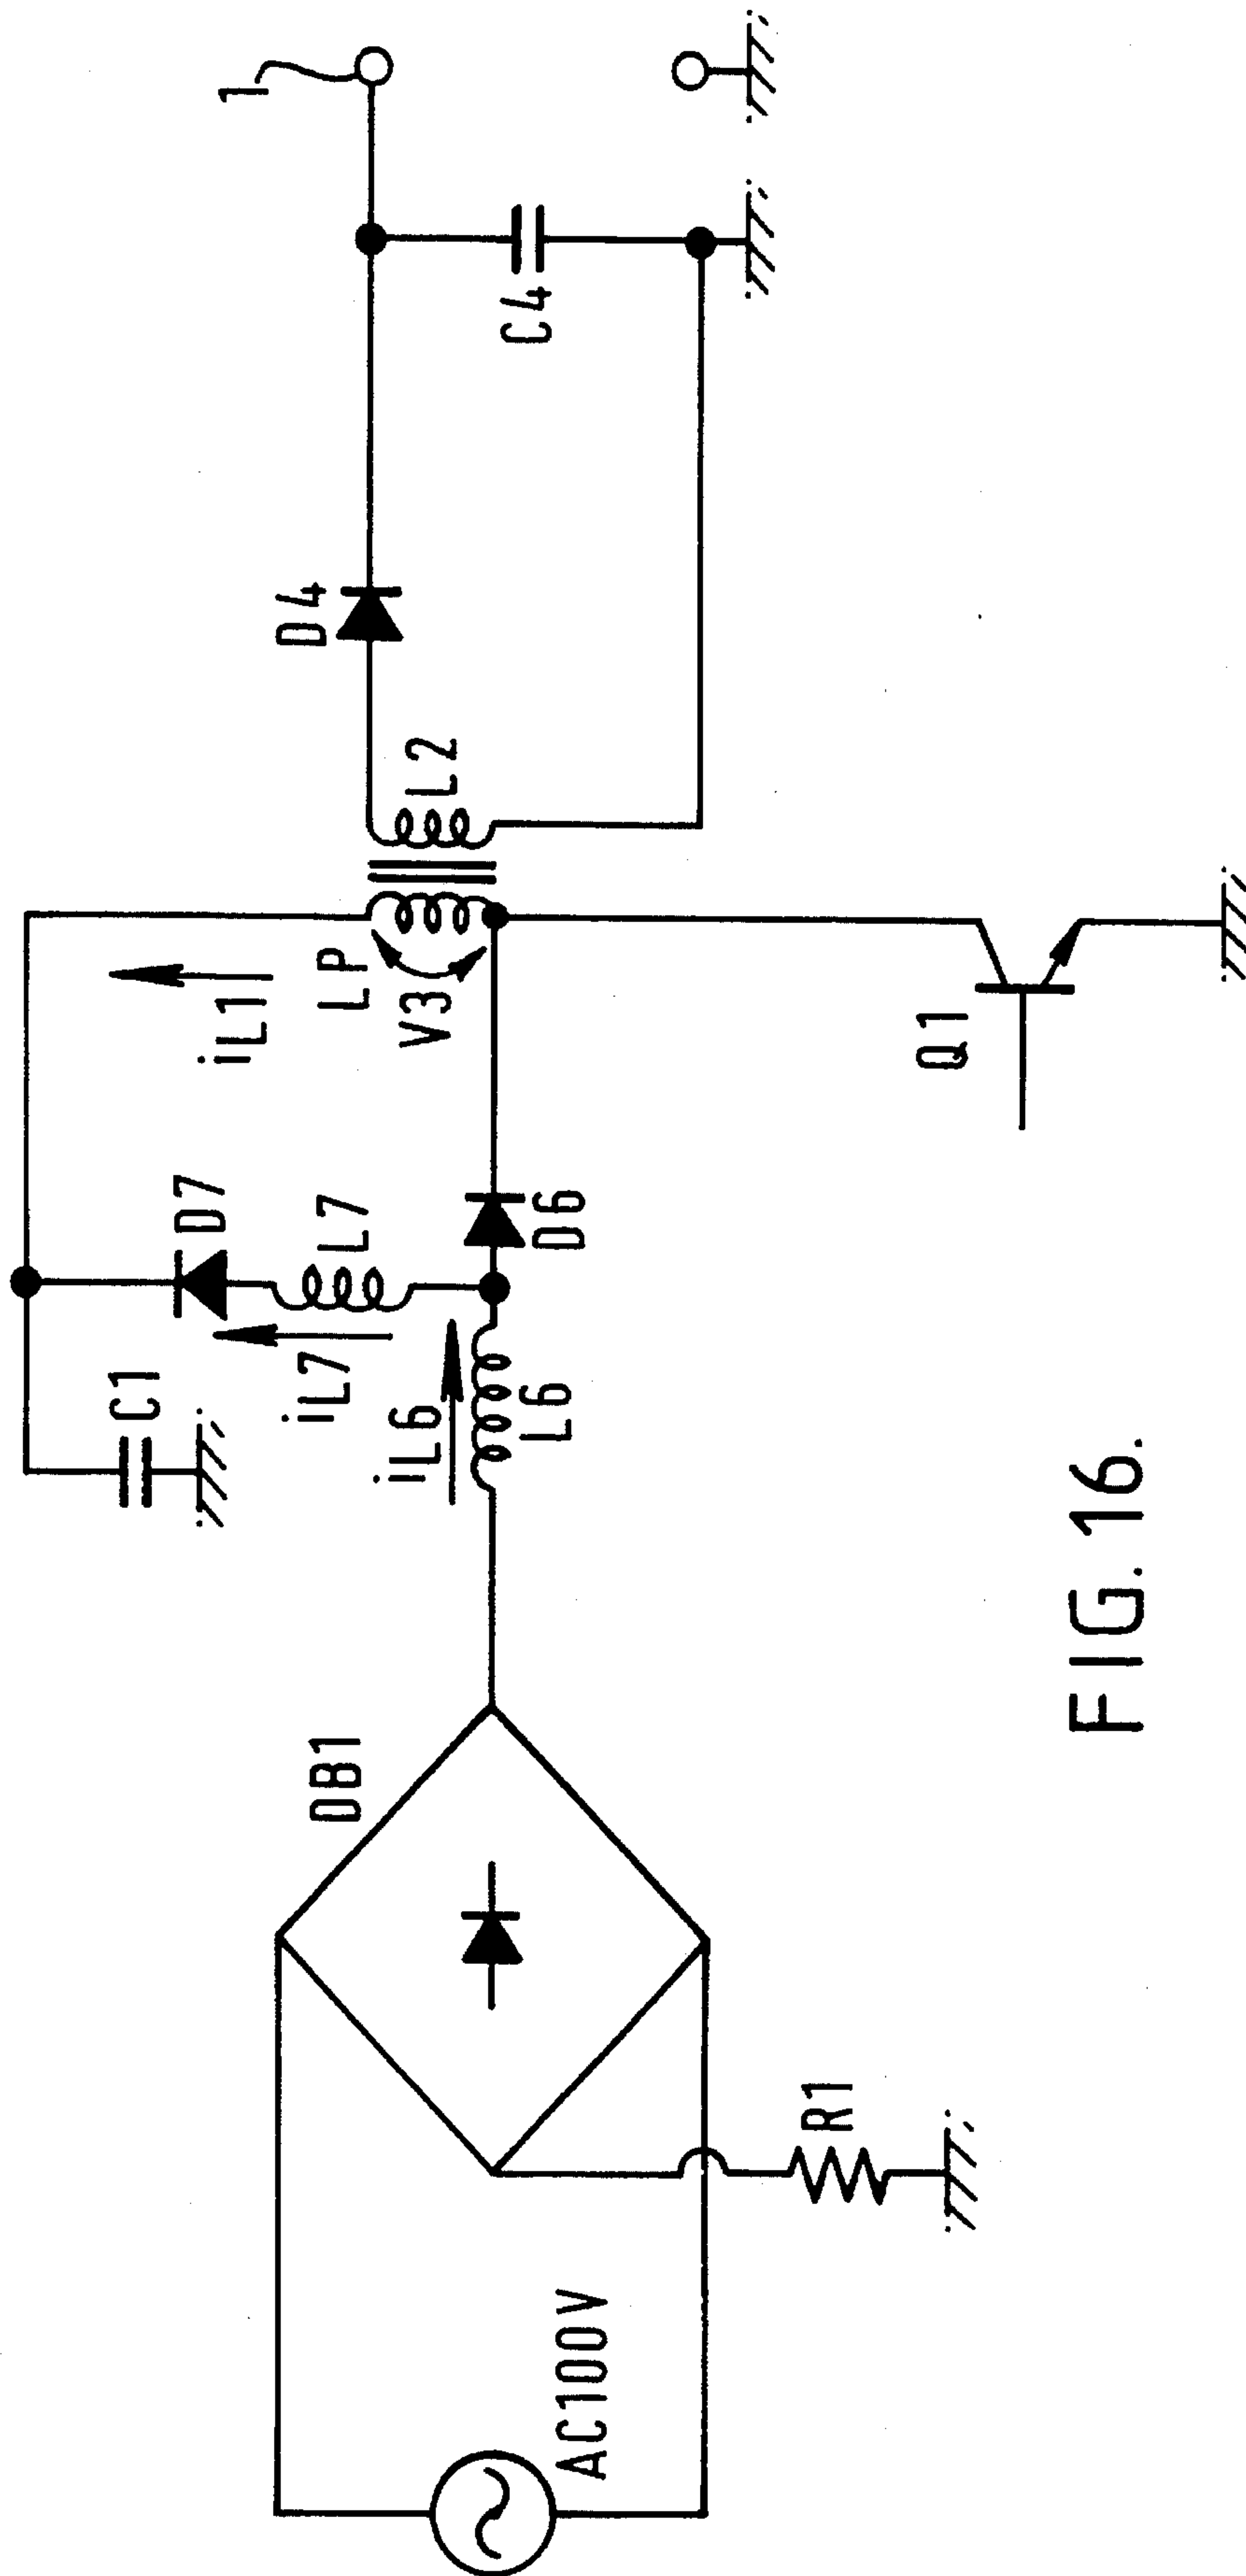 AC100V
R1
DB1
C1
iL7
iL6
L6
D7
L7
D6
iL1
LP
V3
Q1
L2
D4
C4
1
FIG. 16.